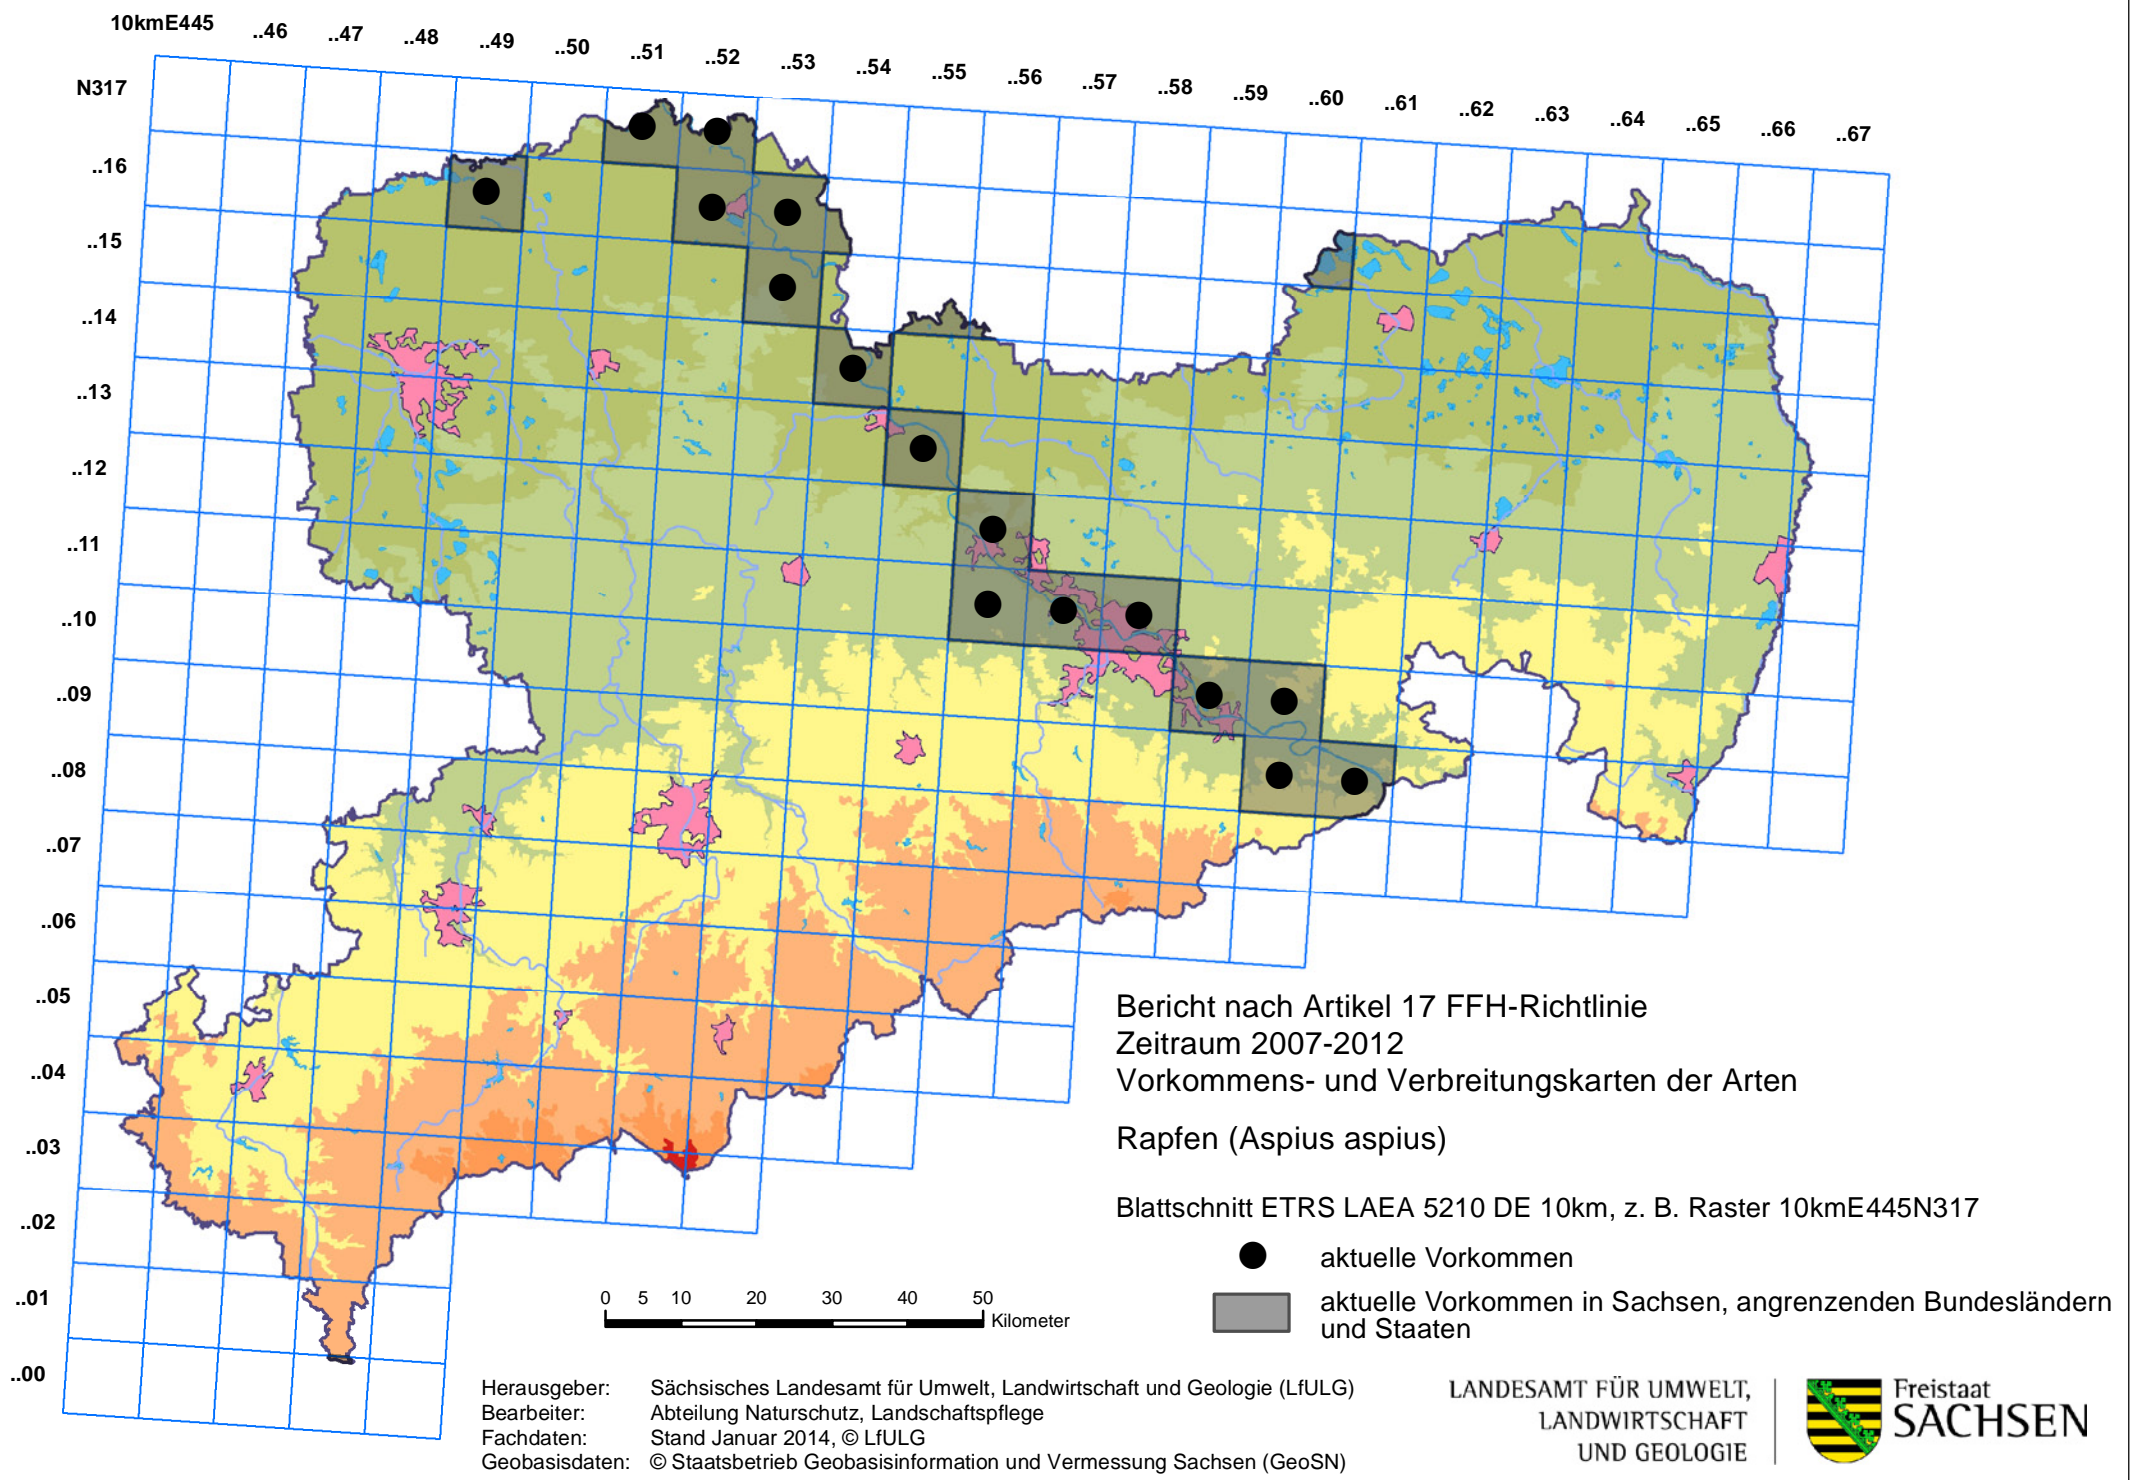 10kmE445 ..46 ..47 ..48 ..49 ..50 ..51 ..52 ..53 ..54 ..55 ..56 ..57 ..58 ..59 ..60 ..61 ..62 ..63 ..64 ..65 ..66 ..67
N317
..16
..15
..14
..13
..12
..11
..10
..09
..08
..07
..06
..05
..04
..03
..02
..01
..00
Bericht nach Artikel 17 FFH-Richtlinie
Zeitraum 2007-2012
Vorkommens- und Verbreitungskarten der Arten
Rapfen (Aspius aspius)
Blattschnitt ETRS LAEA 5210 DE 10km, z. B. Raster 10kmE445N317
aktuelle Vorkommen
aktuelle Vorkommen in Sachsen, angrenzenden Bundesländern
und Staaten
0 5 10 20 30 40 50
Kilometer
Herausgeber: Sächsisches Landesamt für Umwelt, Landwirtschaft und Geologie (LfULG)
Bearbeiter: Abteilung Naturschutz, Landschaftspflege
Fachdaten: Stand Januar 2014, © LfULG
Geobasisdaten: © Staatsbetrieb Geobasisinformation und Vermessung Sachsen (GeoSN)
LANDESAMT FÜR UMWELT,
LANDWIRTSCHAFT
UND GEOLOGIE
Freistaat
SACHSEN